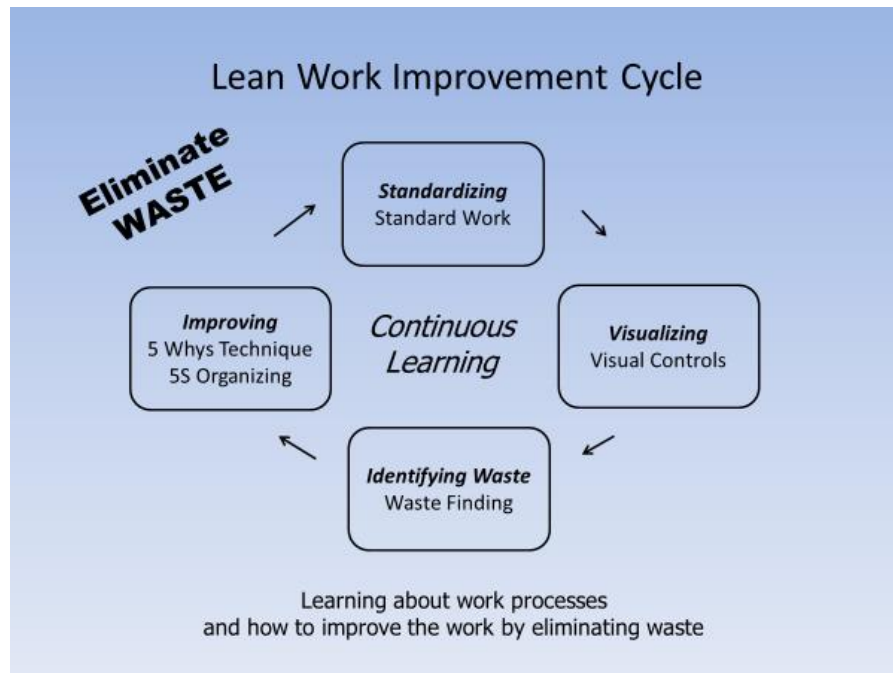 Lean Work Improvement Cycle
Eliminate
WASTE
Standardizing
Standard Work
Improving
5 Whys Technique
5S Organizing
Continuous
Learning
Visualizing
Visual Controls
Identifying Waste
Waste Finding
Learning about work processes
and how to improve the work by eliminating waste